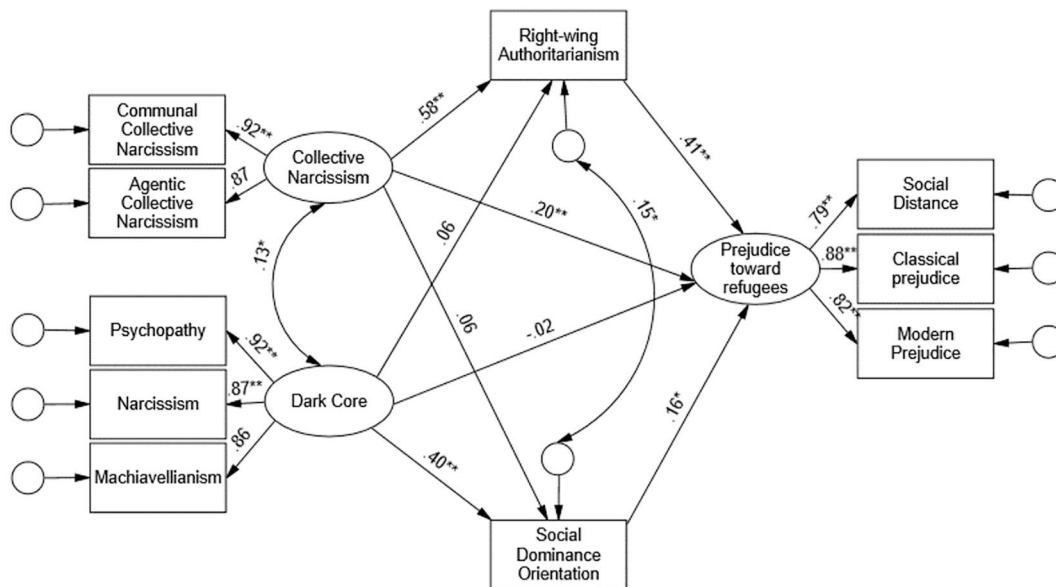 Right-wing
Authoritarianism
Communal
Collective
Narcissism
.92**
.58**
Agentic
Collective
Narcissism
.87
Collective
Narcissism
.41**
.15*
.20**
.06
Social
Distance
.79**
Prejudice
toward
refugees
.88**
Classical
prejudice
.82**
Modern
Prejudice
.13*
.06
-.02
Psychopathy
.92**
Narcissism
.87**
Dark Core
.86
Machiavellianism
.40**
.16*
Social
Dominance
Orientation